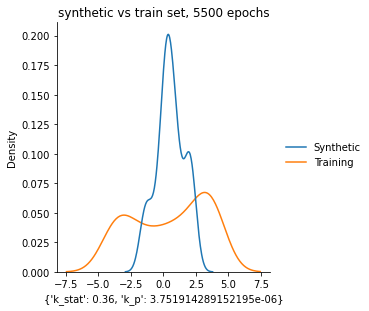 synthetic vs train set, 5500 epochs
0.200
0.175
0.150
0.125
0.100
0.075
0.050
0.025
0.000
Density
Synthetic
Training
−7.5 −5.0 −2.5 0.0 2.5 5.0 7.5
{'k_stat': 0.36, 'k_p': 3.751914289152195e-06}